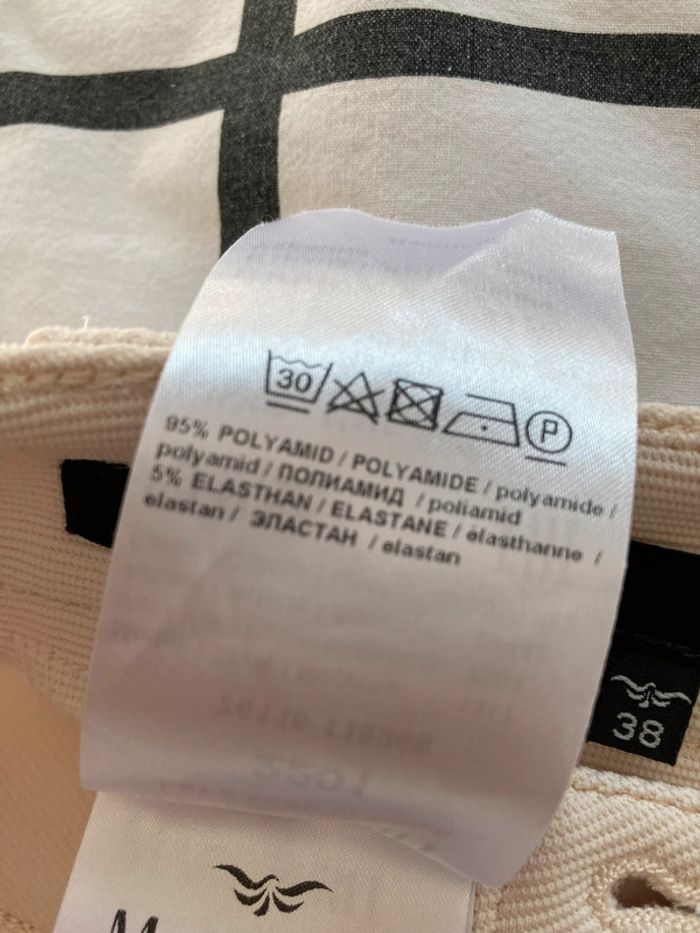 30
P
95% POLYAMID / POLYAMIDE / polyamide /
polyamid / ПОЛИАМИД / poliamid
5% ELASTHAN / ELASTANE / élasthanne /
elastan / ЭЛАСТАН / elastan
38